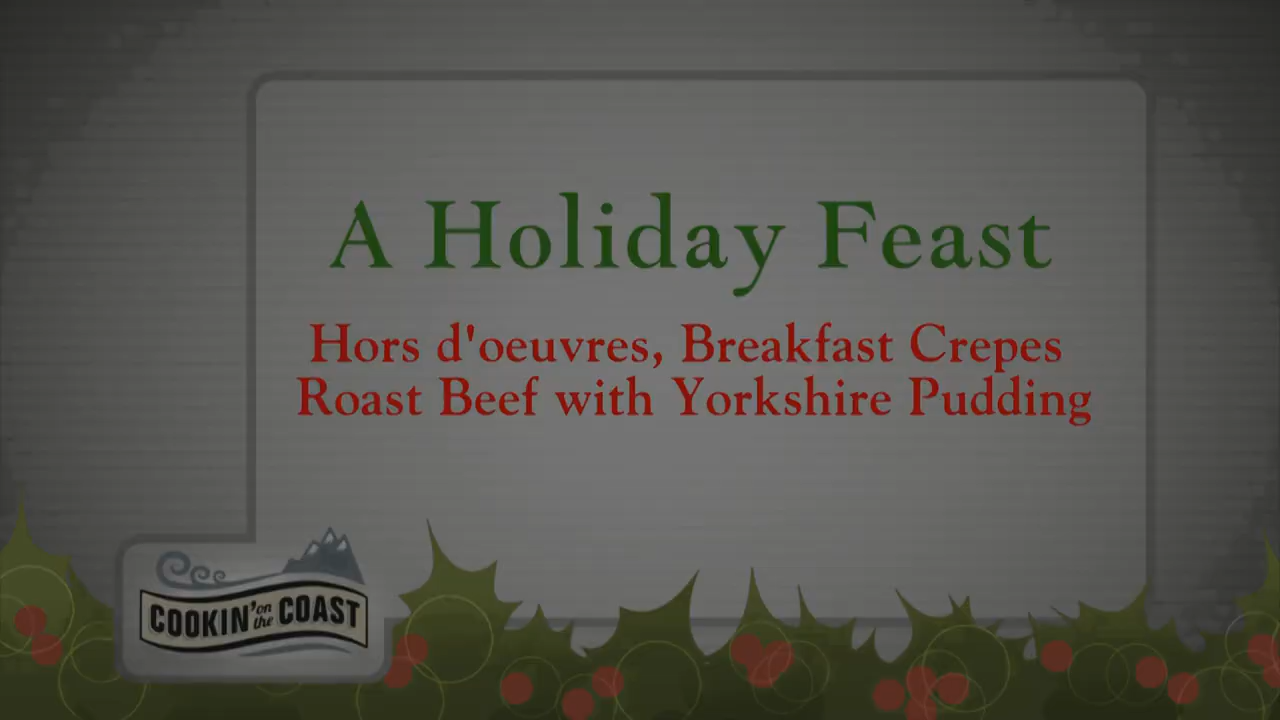 A Holiday Feast
Hors d'oeuvres, Breakfast Crepes
Roast Beef with Yorkshire Pudding
COOKIN' on the COAST